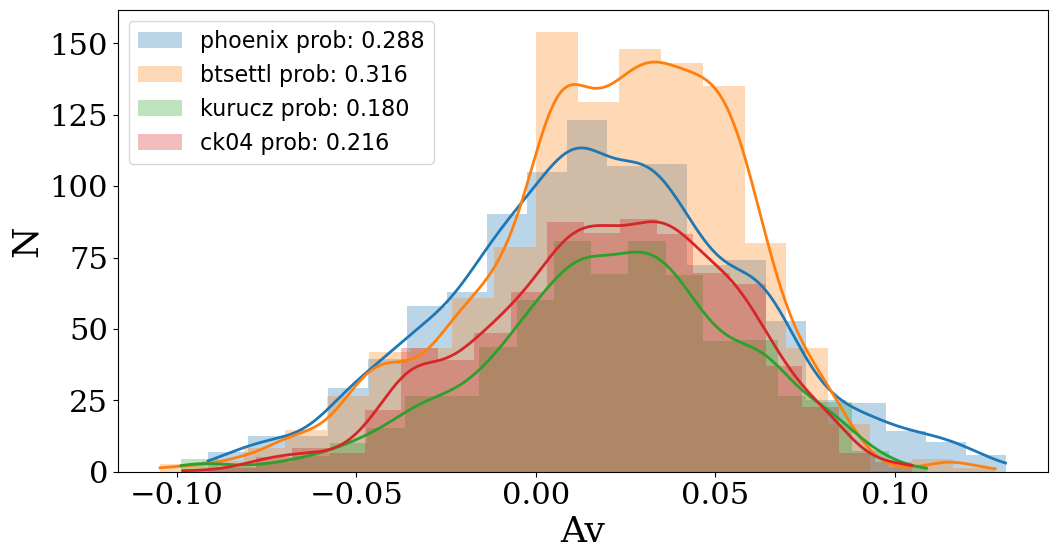 phoenix prob: 0.288
btsettl prob: 0.316
kurucz prob: 0.180
ck04 prob: 0.216
N
150
125
100
75
50
25
0
−0.10 −0.05 0.00 0.05 0.10
Av